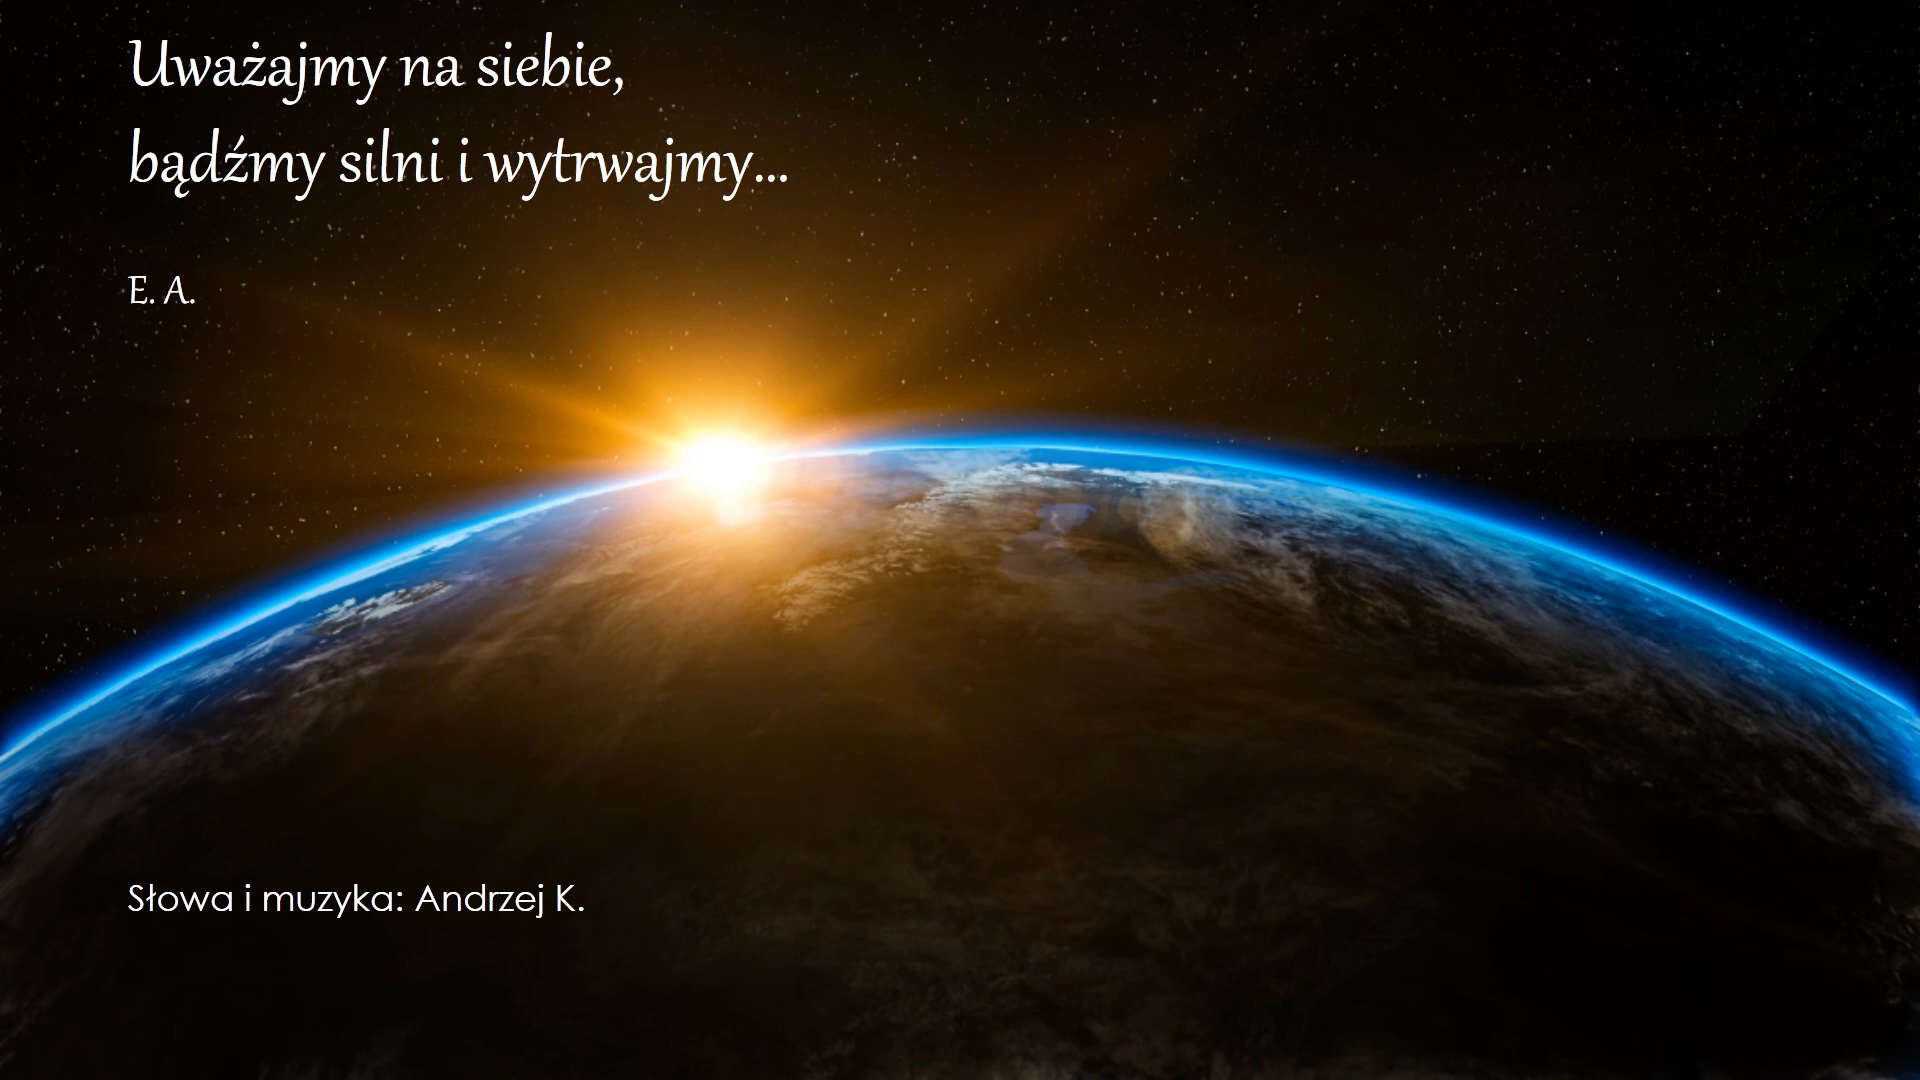 Uważajmy na siebie,
bądźmy silni i wytrwajmy...
E. A.
Słowa i muzyka: Andrzej K.